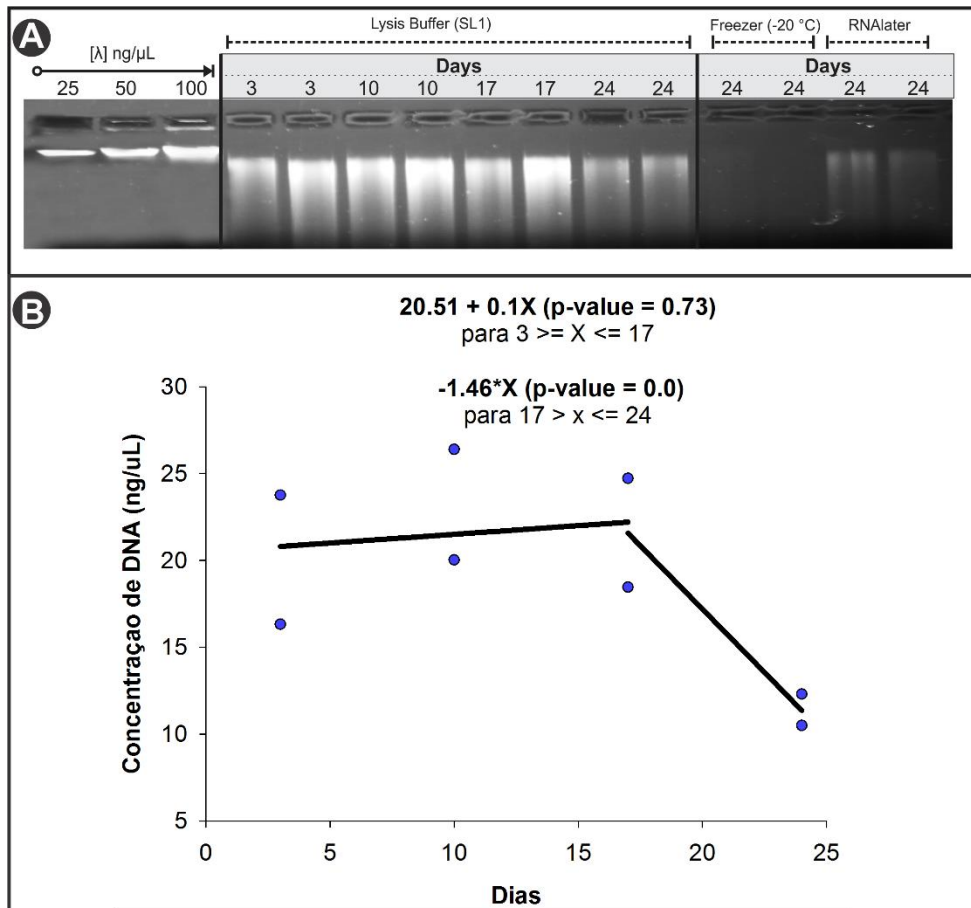 A
Lysis Buffer (SL1)
Freezer (-20 °C)
RNAlater
[λ] ng/µL
Days
Days
25 50 100 3 3 10 10 17 17 24 24 24 24 24 24
B
20.51 + 0.1X (p-value = 0.73)
para 3 >= X <= 17
-1.46*X (p-value = 0.0)
para 17 > x <= 24
Concentraçao de DNA (ng/uL)
30
25
20
15
10
5
0 5 10 15 20 25
Dias